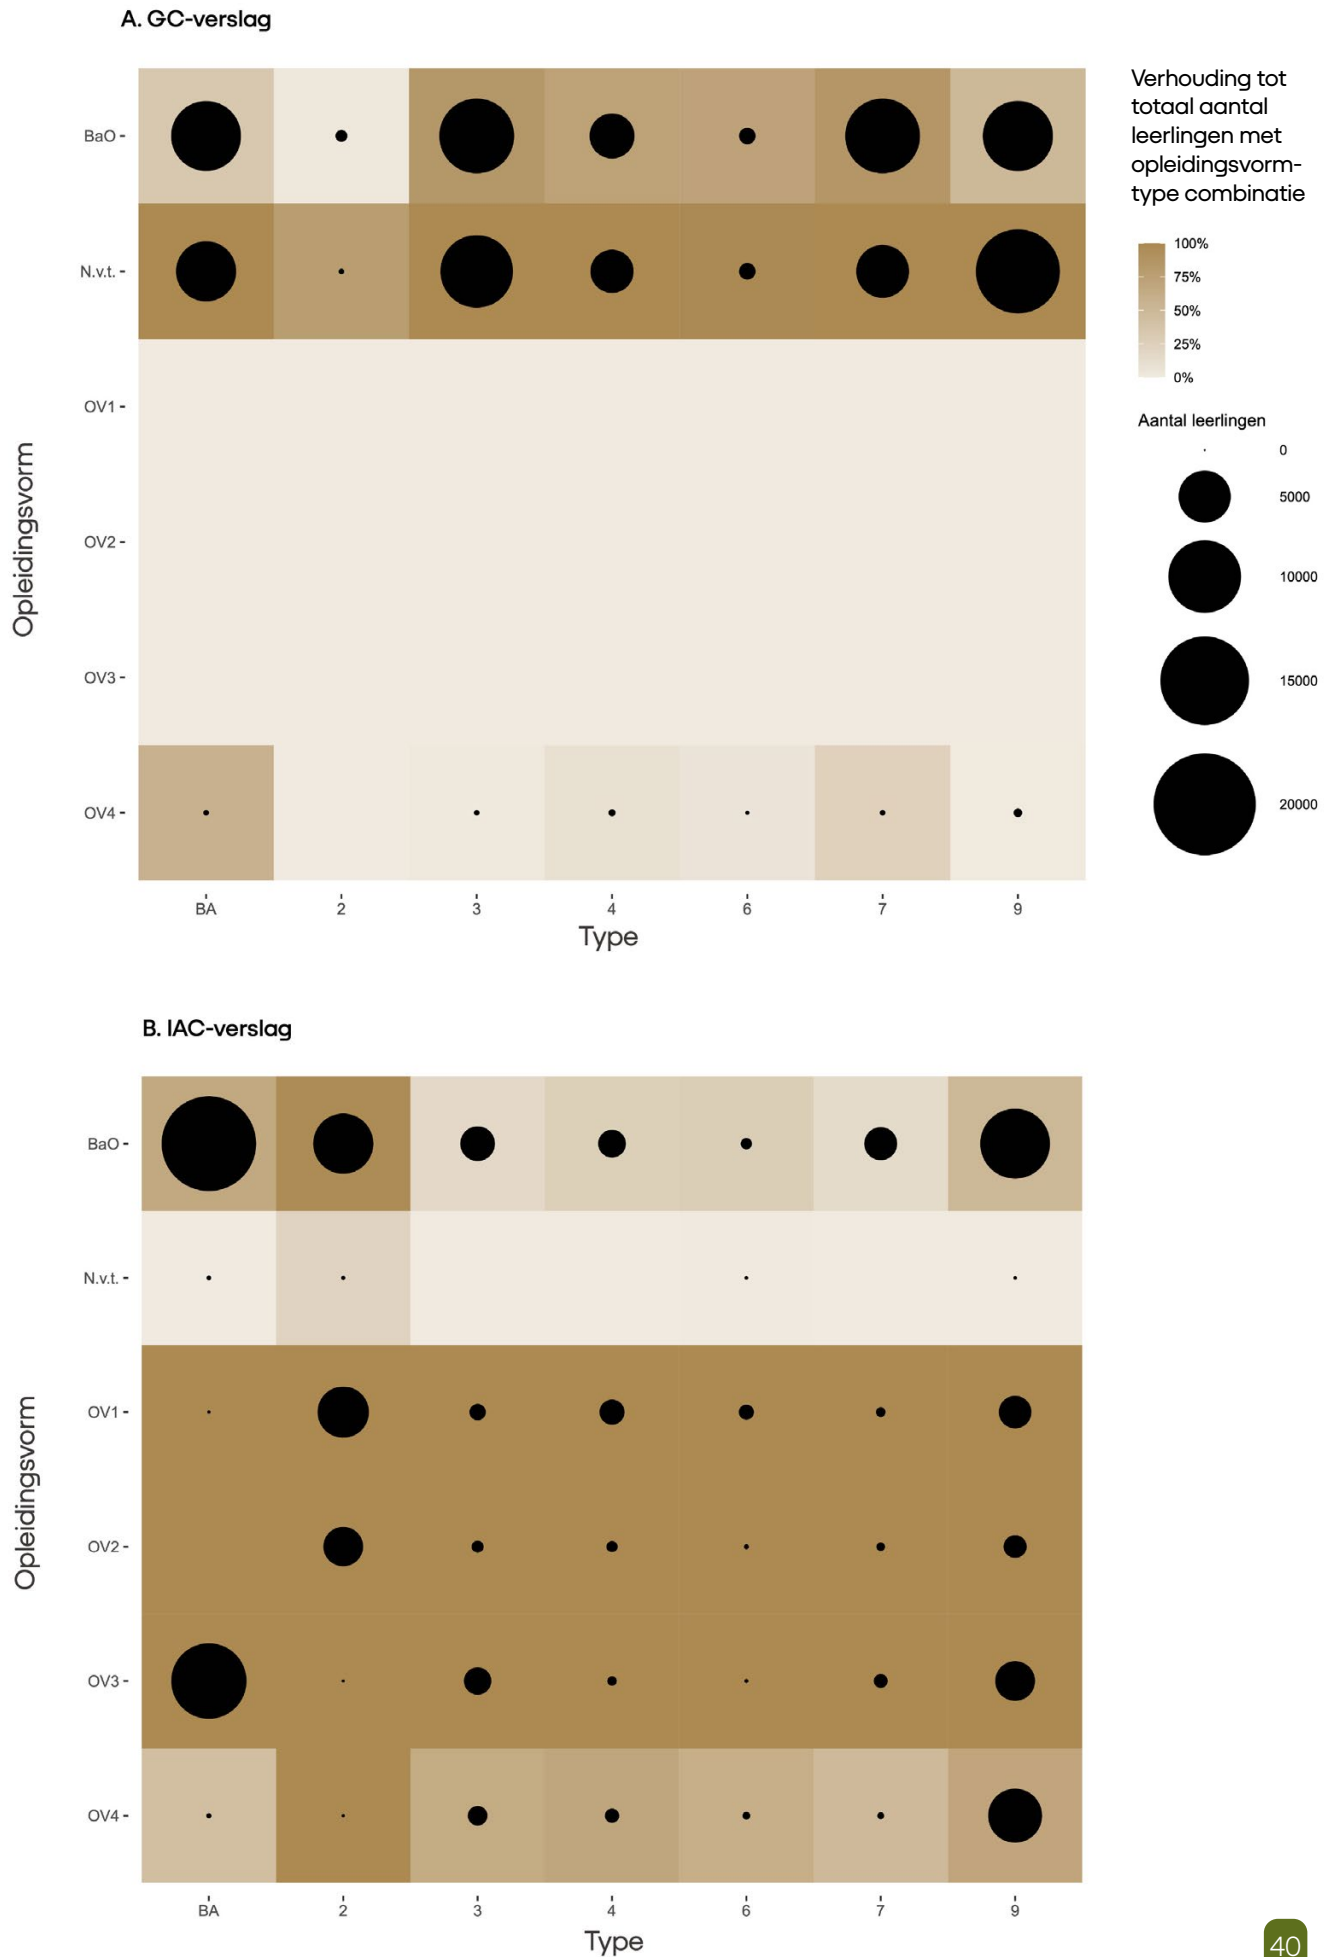 A. GC-verslag
Verhouding tot
totaal aantal
leerlingen met
opleidingsvorm-
type combinatie
100%
75%
50%
25%
0%
Aantal leerlingen
0
5000
10000
15000
20000
Opleidingsvorm
BaO
N.v.t.
OV1
OV2
OV3
OV4
BA 2 3 4 6 7 9
Type
B. IAC-verslag
Opleidingsvorm
BaO
N.v.t.
OV1
OV2
OV3
OV4
BA 2 3 4 6 7 9
Type
40